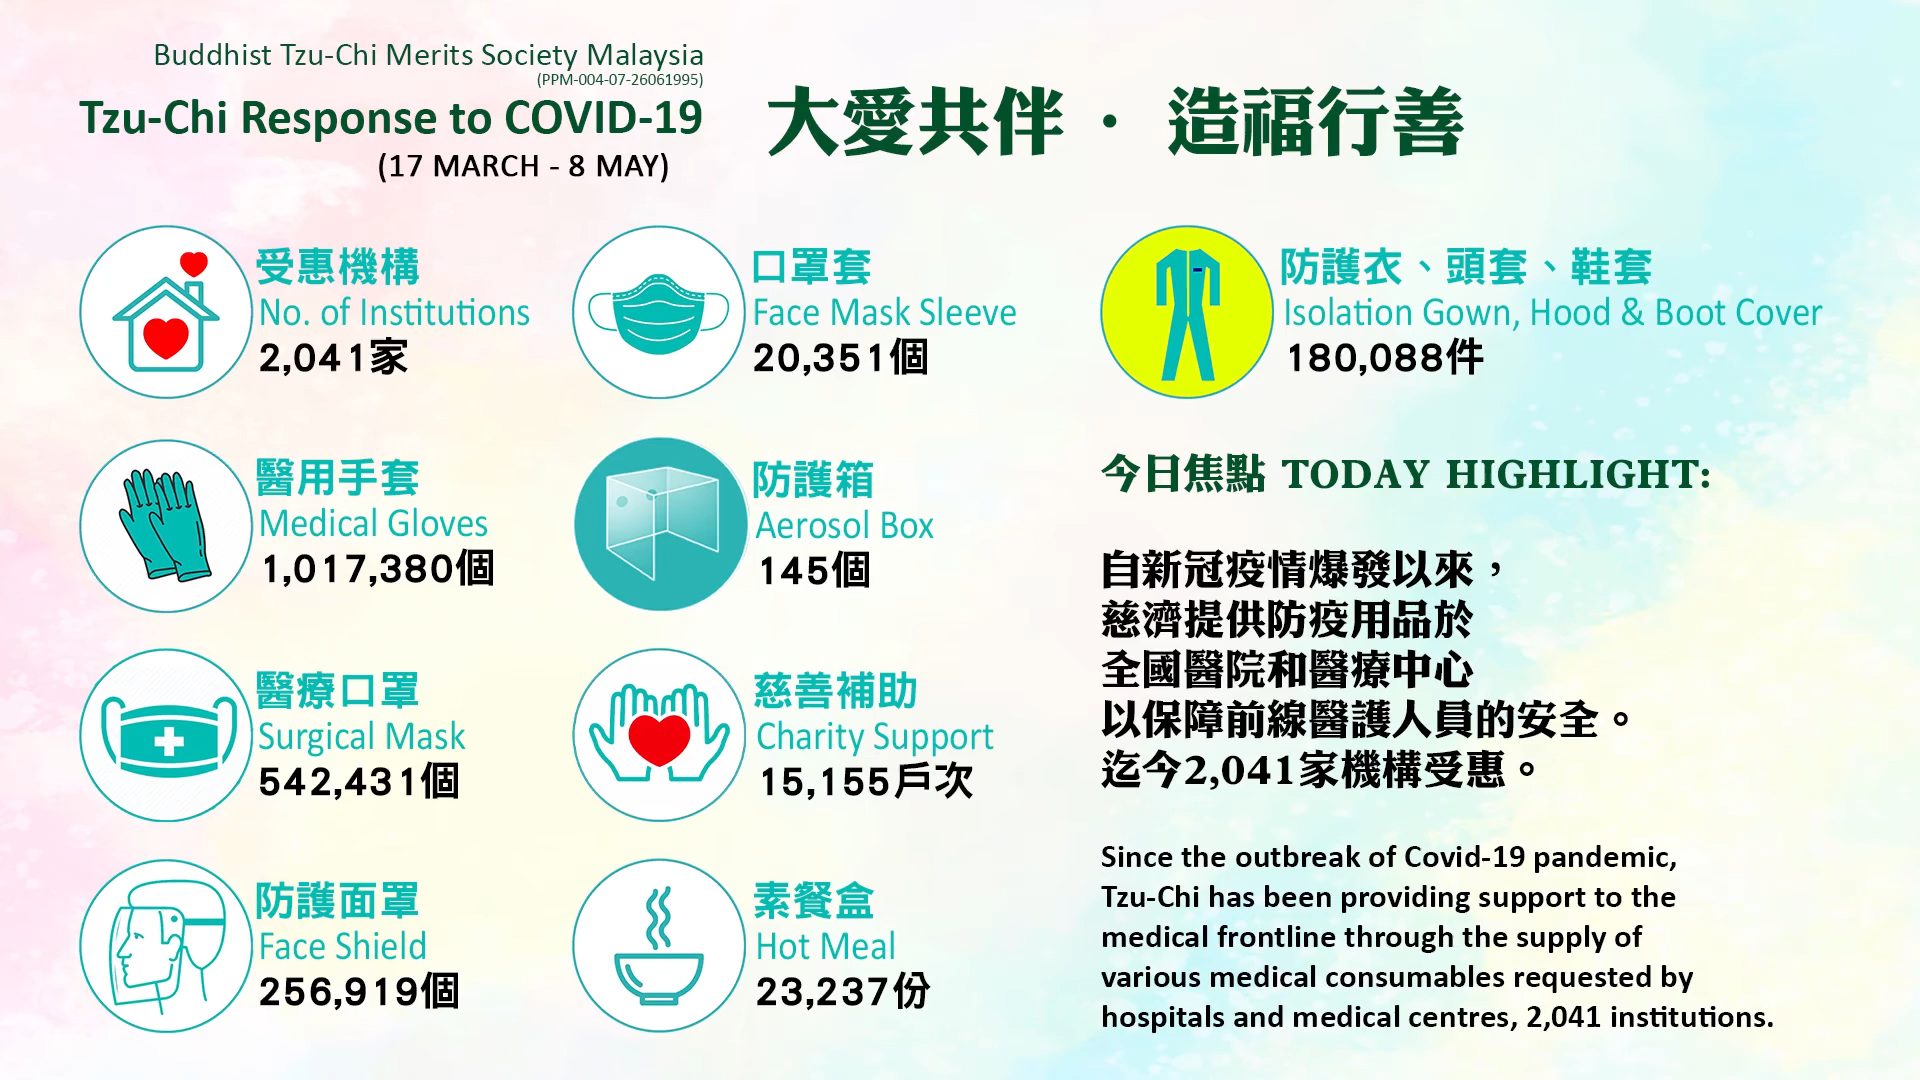 Buddhist Tzu-Chi Merits Society Malaysia
(PPM-004-07-26061995)
Tzu-Chi Response to COVID-19
(17 MARCH - 8 MAY)
大愛共伴 · 造福行善
受惠機構
No. of Institutions
2,041家
口罩套
Face Mask Sleeve
20,351個
防護衣、頭套、鞋套
Isolation Gown, Hood & Boot Cover
180,088件
醫用手套
Medical Gloves
1,017,380個
防護箱
Aerosol Box
145個
醫療口罩
Surgical Mask
542,431個
慈善補助
Charity Support
15,155戶次
防護面罩
Face Shield
256,919個
素餐盒
Hot Meal
23,237份
今日焦點 TODAY HIGHLIGHT:
自新冠疫情爆發以來，
慈濟提供防疫用品於
全國醫院和醫療中心
以保障前線醫護人員的安全。
迄今2,041家機構受惠。
Since the outbreak of Covid-19 pandemic,
Tzu-Chi has been providing support to the
medical frontline through the supply of
various medical consumables requested by
hospitals and medical centres, 2,041 institutions.